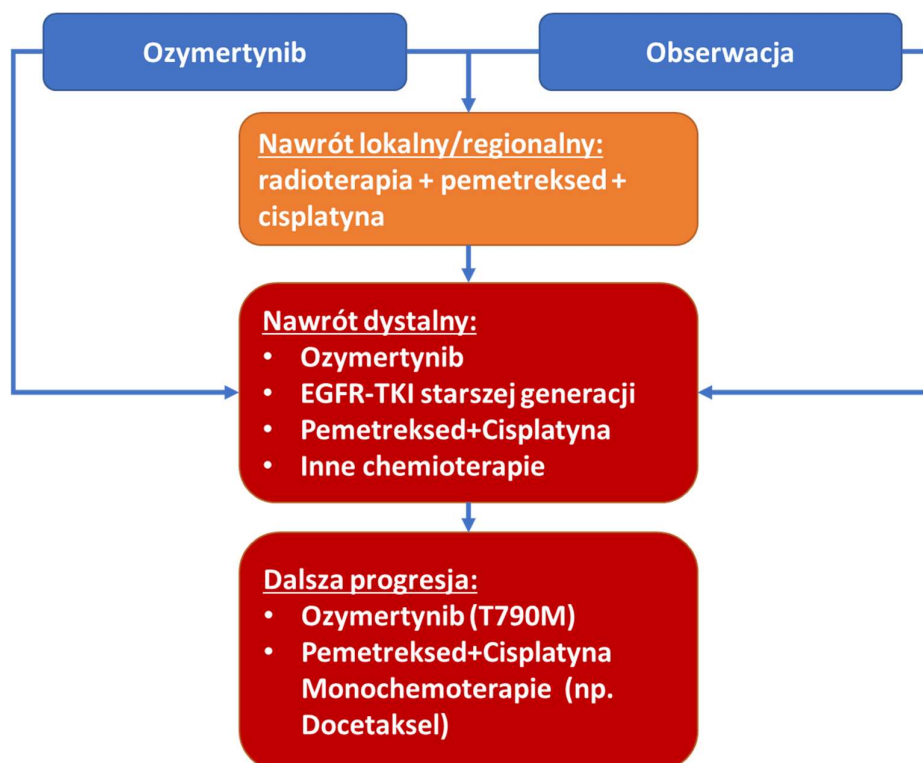 Ozymertynib
Obserwacja
Nawrót lokalny/regionalny:
radioterapia + pemetreksed +
cisplatyna
Nawrót dystalny:
• Ozymertynib
• EGFR-TKI starszej generacji
• Pemetreksed+Cisplatyna
• Inne chemioterapie
Dalsza progresja:
• Ozymertynib (T790M)
• Pemetreksed+Cisplatyna
Monochemoterapie (np.
Docetaksel)